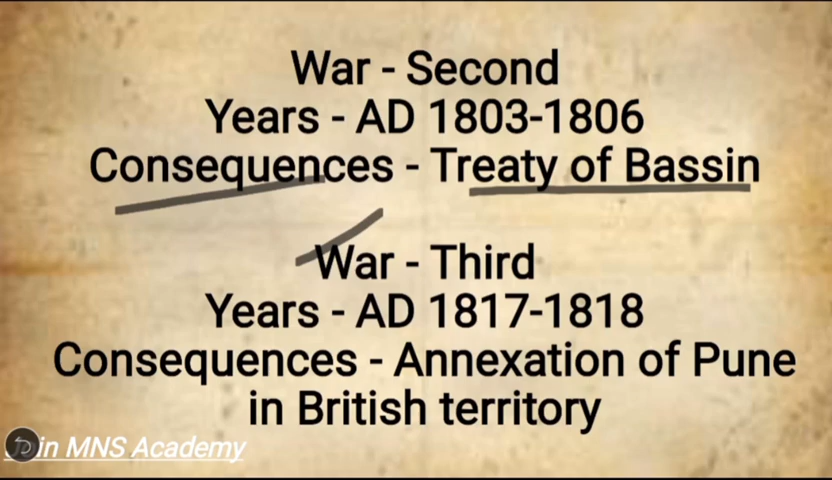 War - Second
Years - AD 1803-1806
Consequences - Treaty of Bassin
War - Third
Years - AD 1817-1818
Consequences - Annexation of Pune
in British territory
in MNS Academy